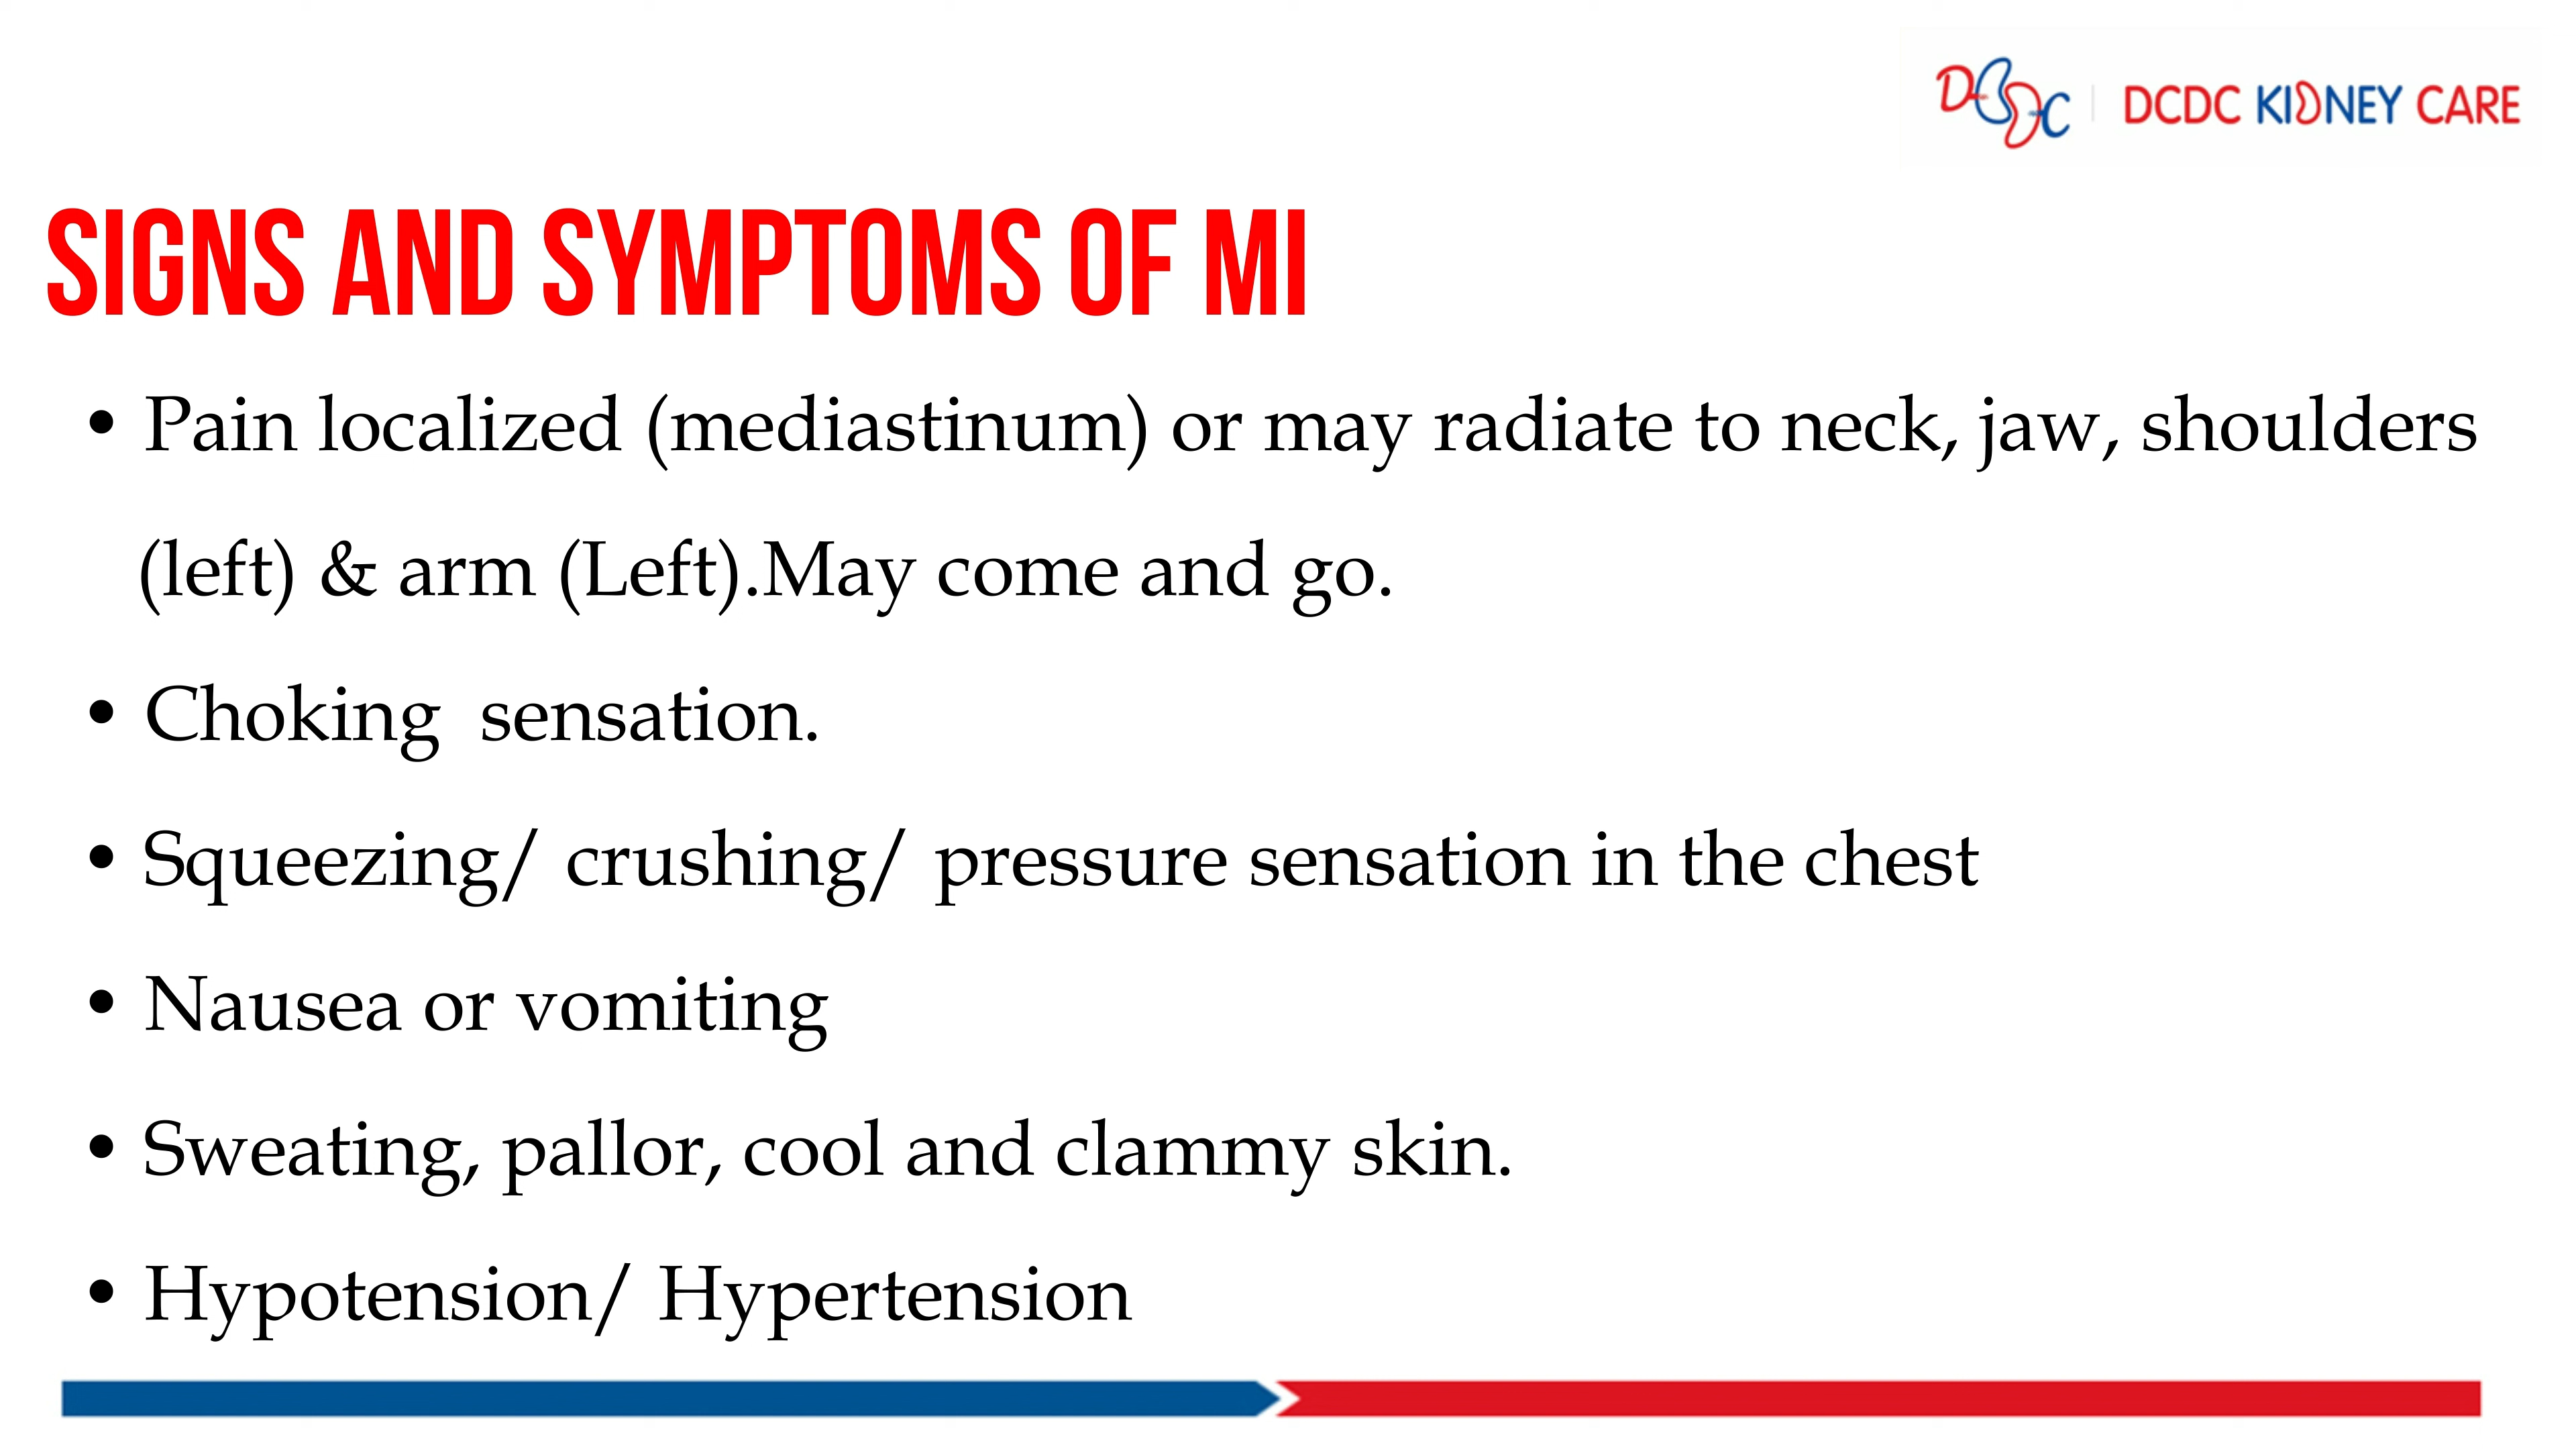 DCDC | DCDC KIDNEY CARE
SIGNS AND SYMPTOMS OF MI
• Pain localized (mediastinum) or may radiate to neck, jaw, shoulders
(left) & arm (Left).May come and go.
• Choking  sensation.
• Squeezing/ crushing/ pressure sensation in the chest
• Nausea or vomiting
• Sweating, pallor, cool and clammy skin.
• Hypotension/ Hypertension